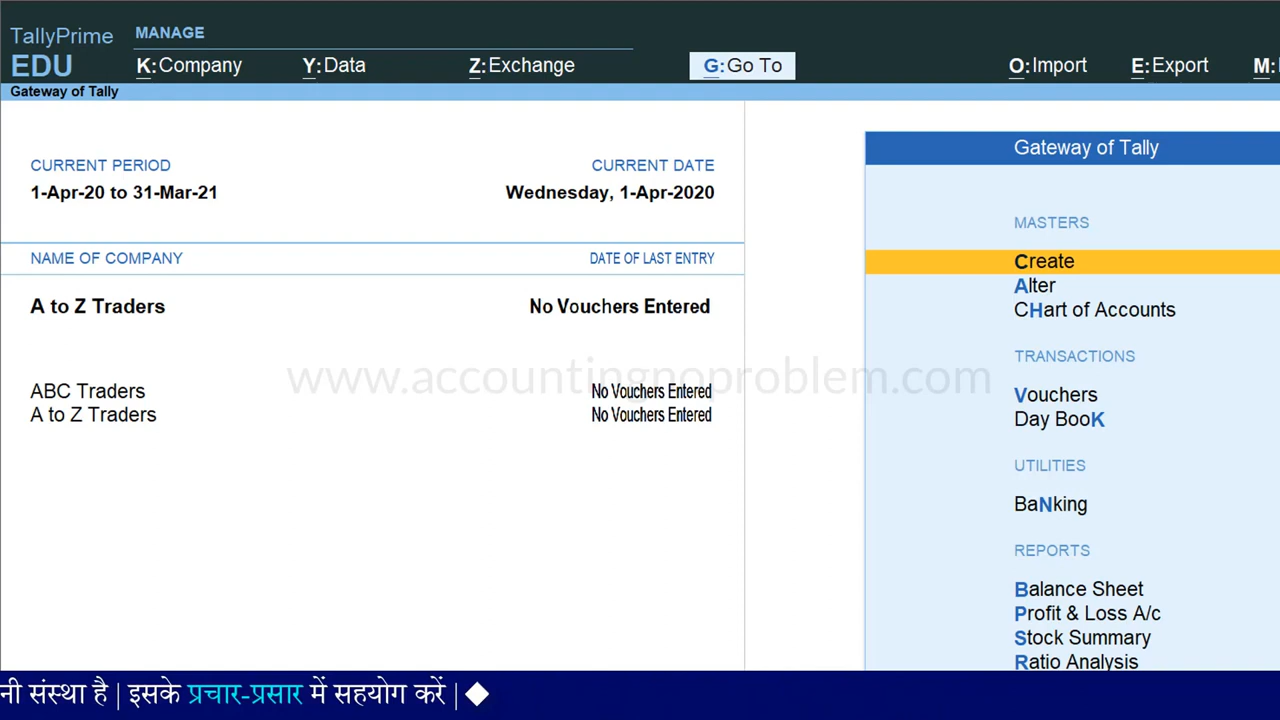 TallyPrime
EDU
MANAGE
K:Company Y:Data Z:Exchange G:Go To O:Import E:Export M:
Gateway of Tally
CURRENT PERIOD CURRENT DATE
1-Apr-20 to 31-Mar-21 Wednesday, 1-Apr-2020
NAME OF COMPANY DATE OF LAST ENTRY
A to Z Traders No Vouchers Entered
ABC Traders No Vouchers Entered
A to Z Traders No Vouchers Entered
www.accountingnoproblem.com
Gateway of Tally
MASTERS
Create
Alter
CHart of Accounts
TRANSACTIONS
Vouchers
Day BooK
UTILITIES
BaNking
REPORTS
Balance Sheet
Profit & Loss A/c
Stock Summary
Ratio Analysis
नी संस्था है | इसके प्रचार-प्रसार में सहयोग करें | ◆